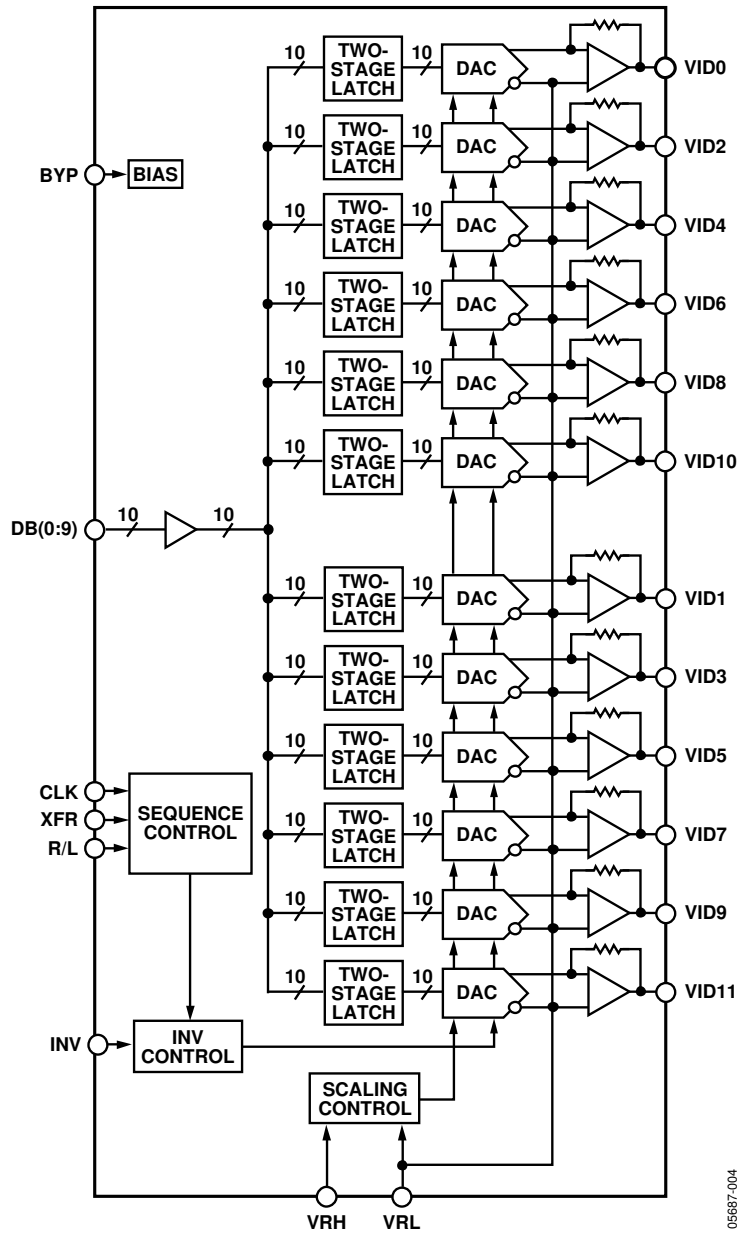 10 TWO-STAGE LATCH 10 DAC VID0
10 TWO-STAGE LATCH 10 DAC VID2
BYP BIAS
10 TWO-STAGE LATCH 10 DAC VID4
10 TWO-STAGE LATCH 10 DAC VID6
10 TWO-STAGE LATCH 10 DAC VID8
10 TWO-STAGE LATCH 10 DAC VID10
DB(0:9) 10 10
10 TWO-STAGE LATCH 10 DAC VID1
10 TWO-STAGE LATCH 10 DAC VID3
10 TWO-STAGE LATCH 10 DAC VID5
CLK
XFR
R/L
SEQUENCE
CONTROL
10 TWO-STAGE LATCH 10 DAC VID7
10 TWO-STAGE LATCH 10 DAC VID9
10 TWO-STAGE LATCH 10 DAC VID11
INV
INV
CONTROL
SCALING
CONTROL
VRH VRL
05687-004